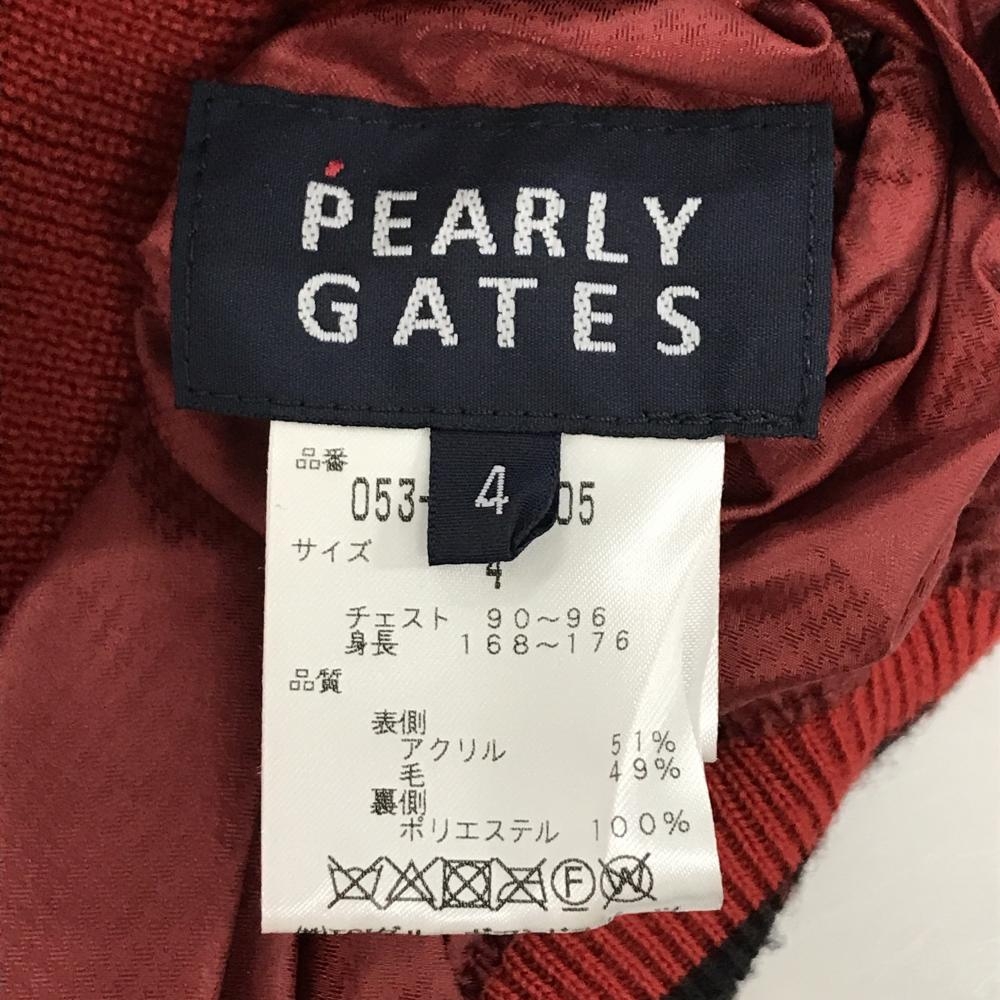 PEARLY
GATES
4
品番
053- 05
サイズ
4
チェスト 90～96
身長 168～176
品質
表側
アクリル 51%
毛 49%
裏側
ポリエステル 100%
F W